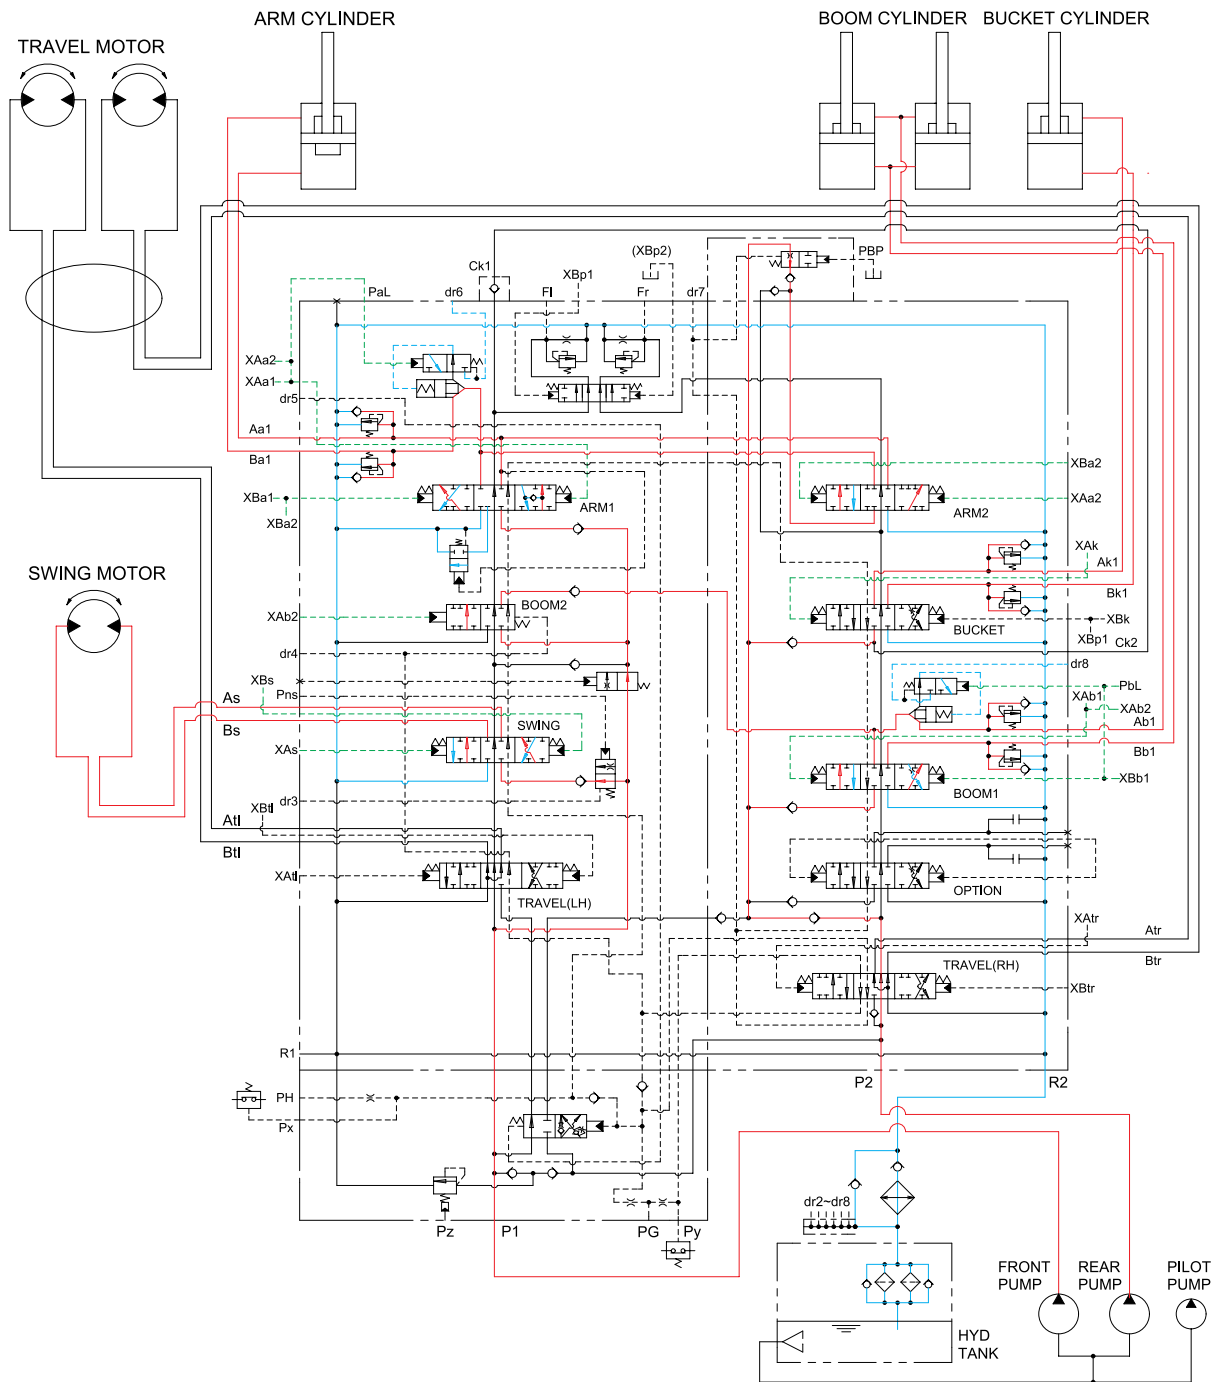 ARM CYLINDER
BOOM CYLINDER
BUCKET CYLINDER
TRAVEL MOTOR
(XBp2)
PBP
Ck1
XBp1
PaL
dr6
Fl
Fr
dr7
XAa2
XAa1
dr5
Aa1
Ba1
XBa2
XBa1
XAa2
XBa2
ARM1
ARM2
XAk
Ak1
SWING MOTOR
Bk1
BOOM2
XAb2
XBk
BUCKET
XBp1
Ck2
dr4
dr8
XBs
PbL
Pns
As
XAb1
XAb2
Bs
SWING
Ab1
XAs
Bb1
XBb1
BOOM1
dr3
XBtl
Atl
Btl
XAtl
OPTION
TRAVEL(LH)
XAtr
Atr
Btr
TRAVEL(RH)
XBtr
R1
P2
R2
PH
Px
dr2~dr8
Pz
P1
PG
Py
FRONT
PUMP
REAR
PUMP
PILOT
PUMP
HYD
TANK